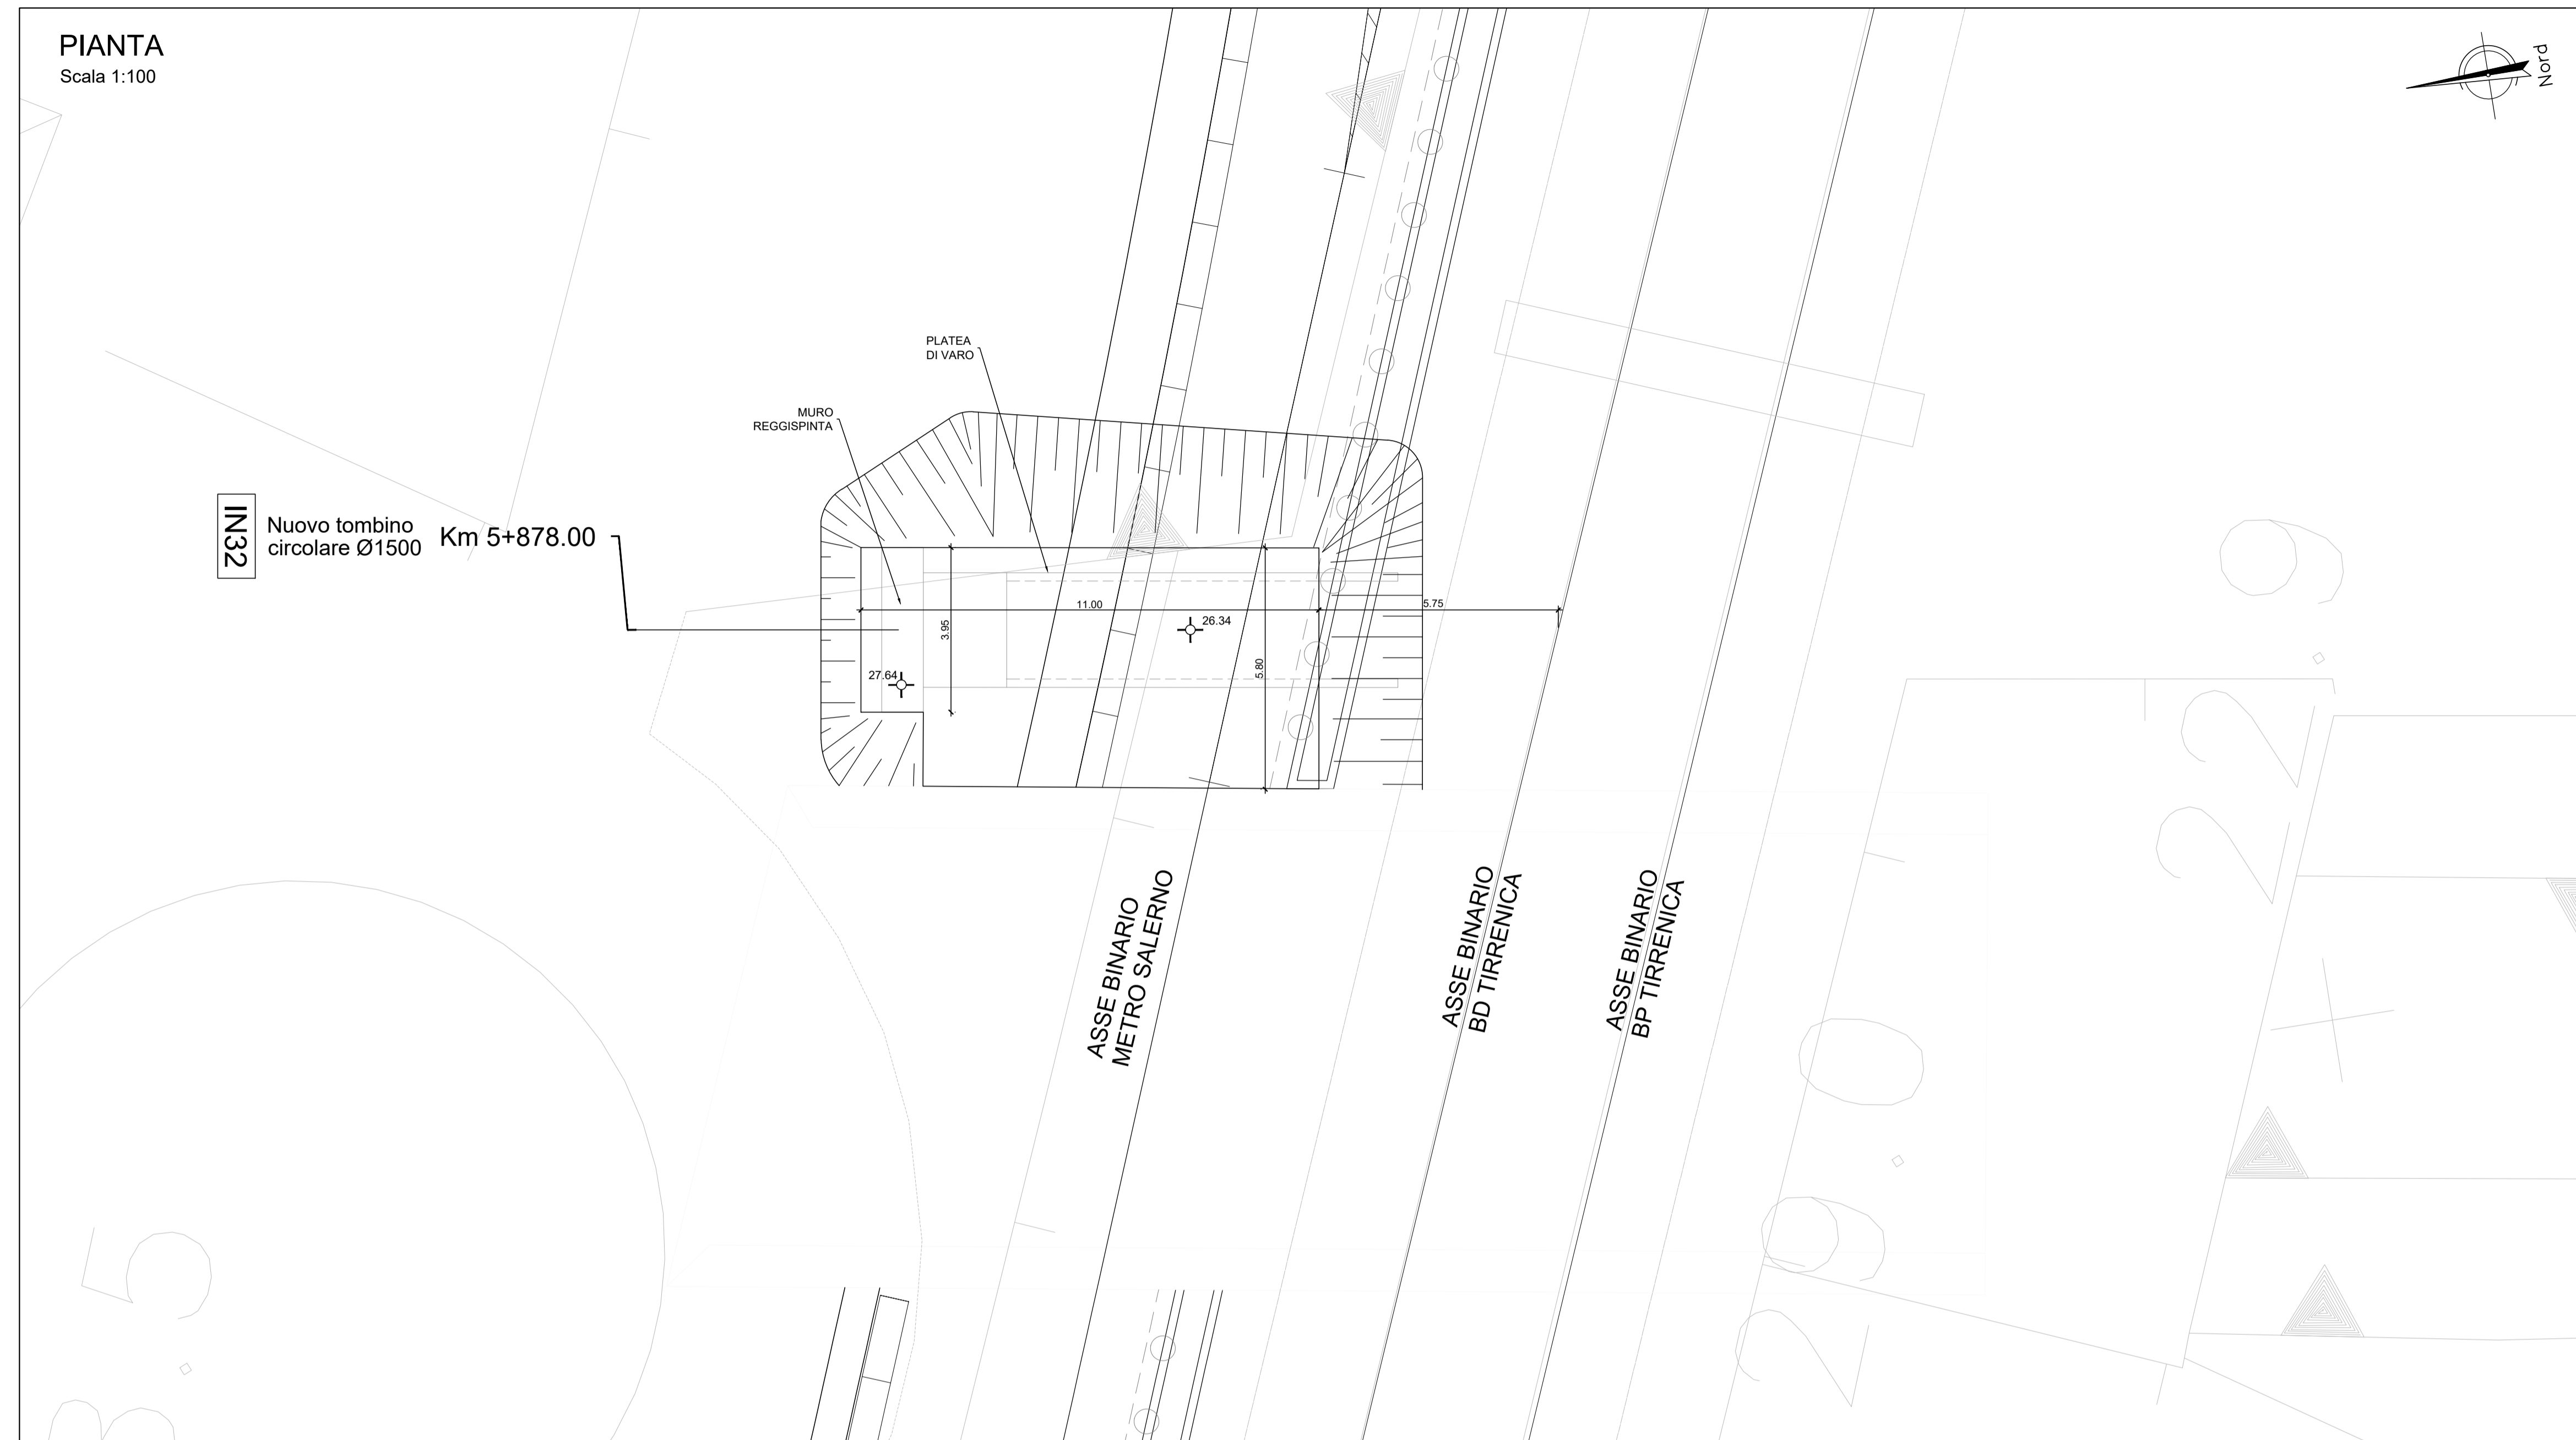 PIANTA
Scala 1:100
Nord
PLATEA
DI VARO
MURO
REGGISPINTA
IN32
Nuovo tombino
circolare Ø1500
Km 5+878.00
11.00
5.75
3.95
26.34
5.80
27.64
ASSE BINARIO
METRO SALERNO
ASSE BINARIO
BD TIRRENICA
ASSE BINARIO
BP TIRRENICA